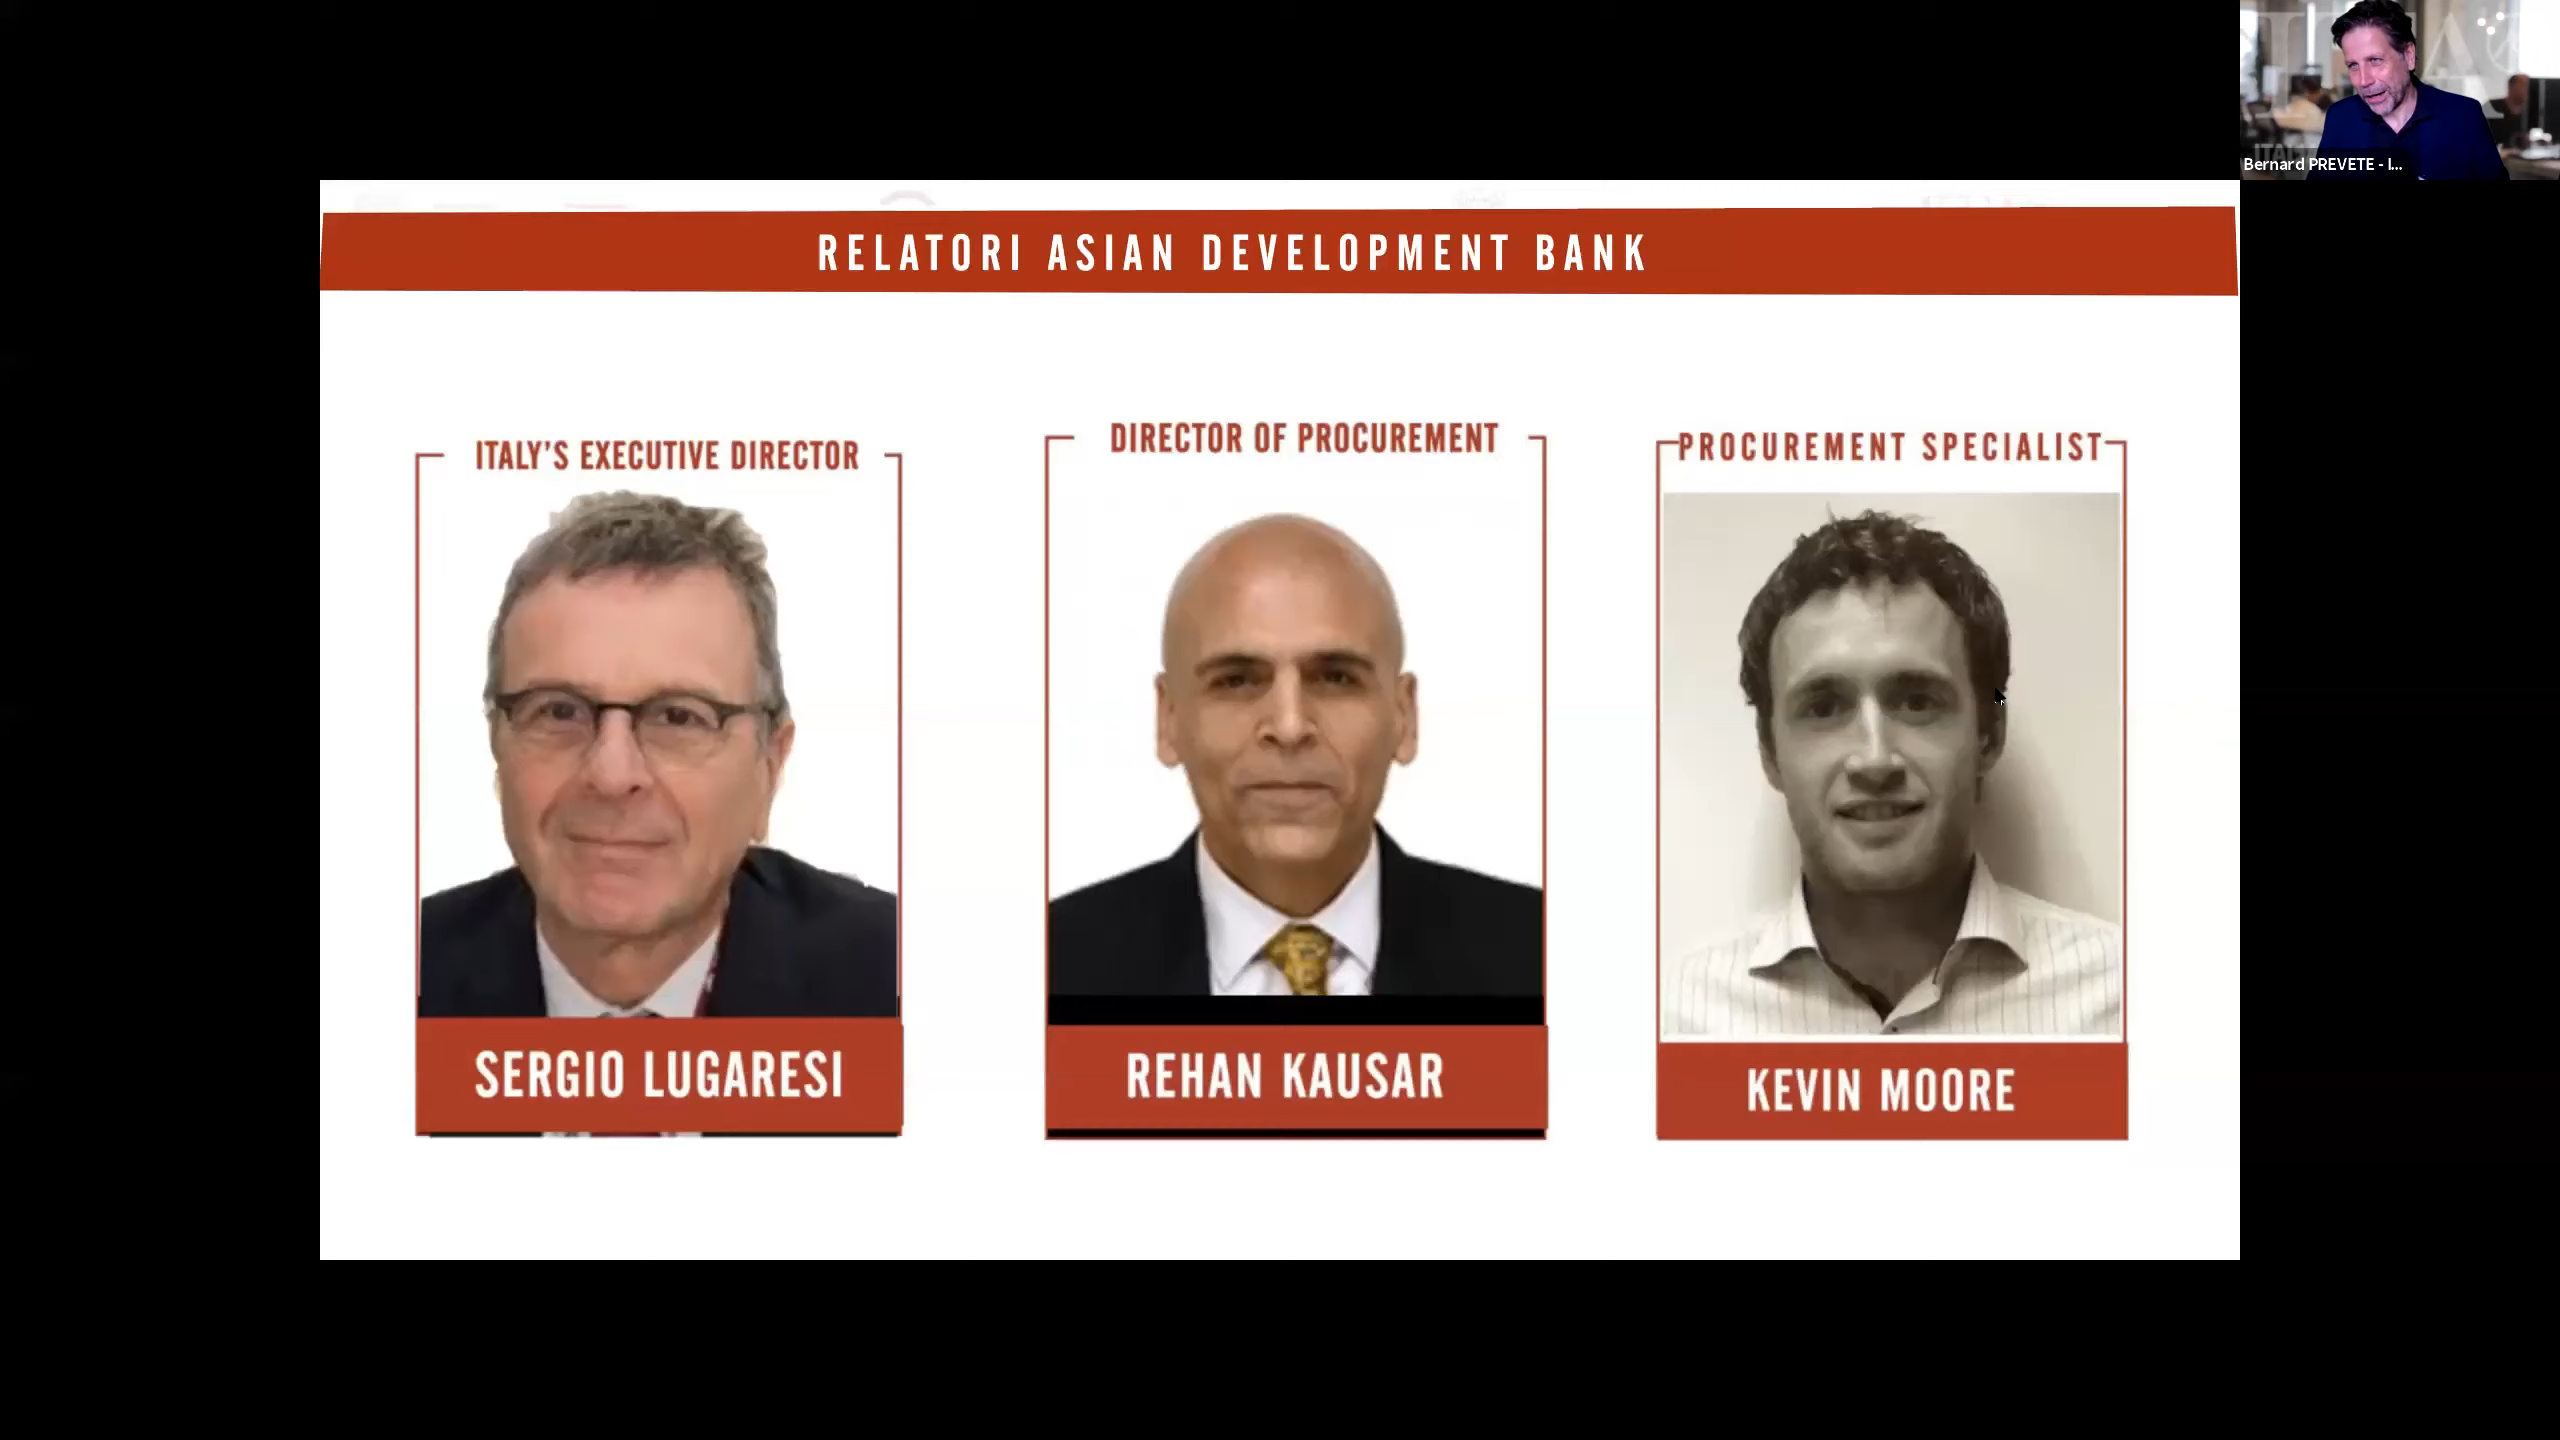 Bernard PREVETE - I...
RELATORI ASIAN DEVELOPMENT BANK
ITALY'S EXECUTIVE DIRECTOR
SERGIO LUGARESI
DIRECTOR OF PROCUREMENT
REHAN KAUSAR
PROCUREMENT SPECIALIST
KEVIN MOORE